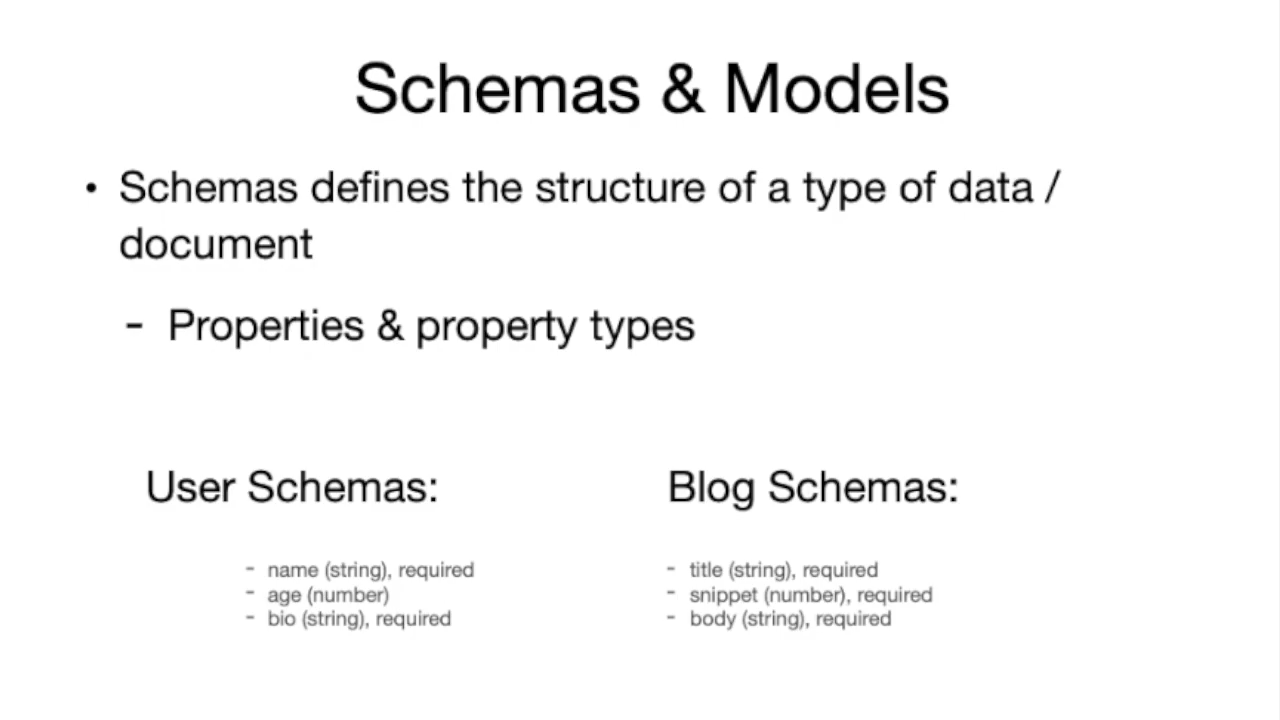 Schemas & Models
• Schemas defines the structure of a type of data /
document
- Properties & property types
User Schemas:
- name (string), required
- age (number)
- bio (string), required
Blog Schemas:
- title (string), required
- snippet (number), required
- body (string), required